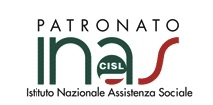 PATRONATO
inas
CISL
Istituto Nazionale Assistenza Sociale